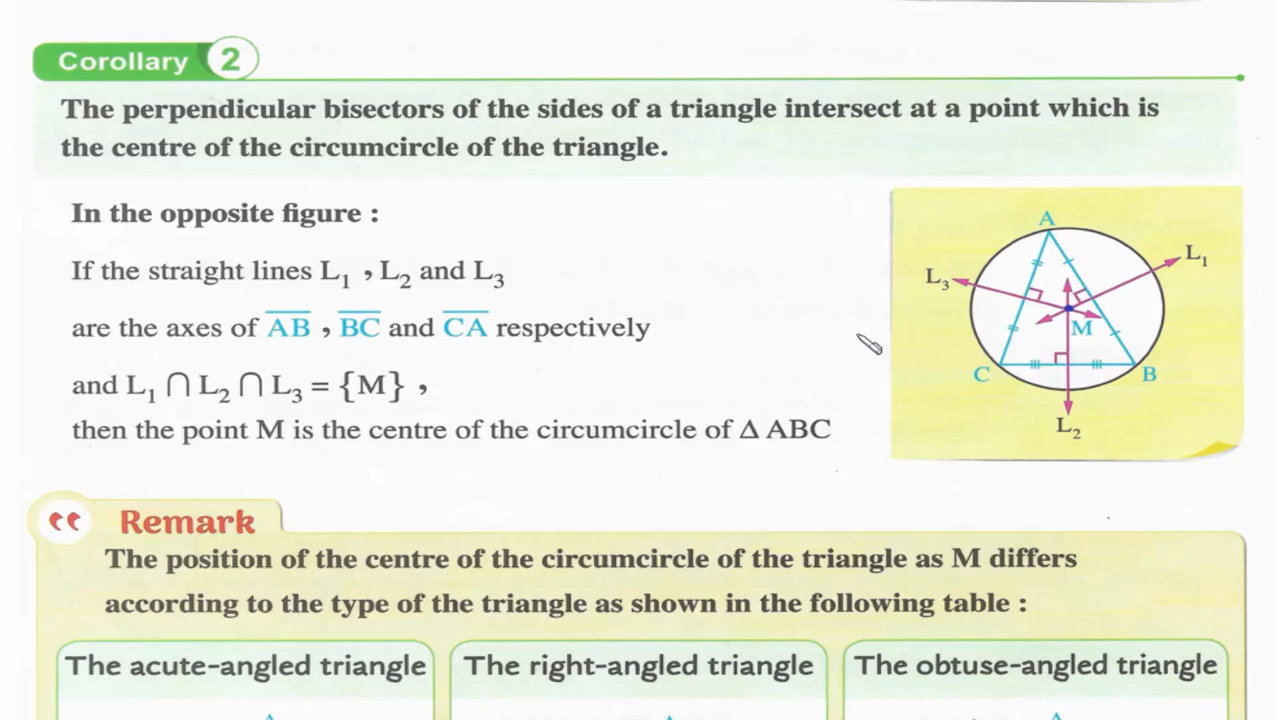 Corollary 2
The perpendicular bisectors of the sides of a triangle intersect at a point which is
the centre of the circumcircle of the triangle.
In the opposite figure :
If the straight lines L₁ , L₂ and L₃
are the axes of A̅B̅ , B̅C̅ and C̅A̅ respectively
and L₁ ⋂ L₂ ⋂ L₃ = {M} ,
then the point M is the centre of the circumcircle of Δ ABC
A
L₁
L₃
M
C
B
L₂
Remark
The position of the centre of the circumcircle of the triangle as M differs
according to the type of the triangle as shown in the following table :
The acute-angled triangle
The right-angled triangle
The obtuse-angled triangle